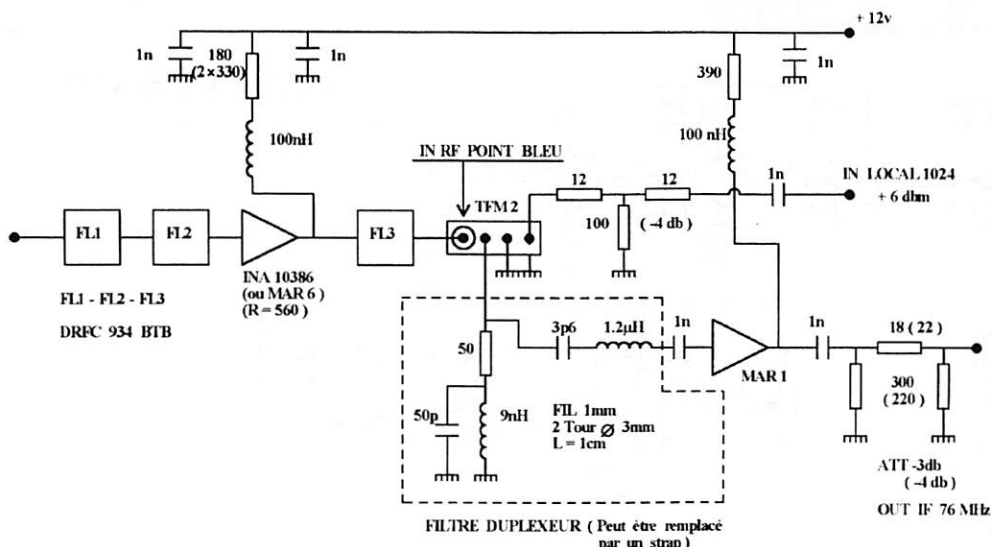 + 12v
1n
180
(2×330)
1n
390
1n
100nH
100 nH
IN RF POINT BLEU
IN LOCAL 1024
+ 6 dbm
12
12
1n
TFM 2
100
(-4 db)
FL1
FL2
FL3
INA 10386
(ou MAR 6)
(R = 560)
FL1 - FL2 - FL3
DRFC 934 BTB
3p6
1.2µH
1n
MAR 1
1n
18 ( 22 )
50
300
( 220 )
50p
9nH
FIL 1mm
2 Tour Ø 3mm
L = 1cm
ATT -3db
( -4 db )
OUT IF 76 MHz
FILTRE DUPLEXEUR ( Peut être remplacé
par un strap )